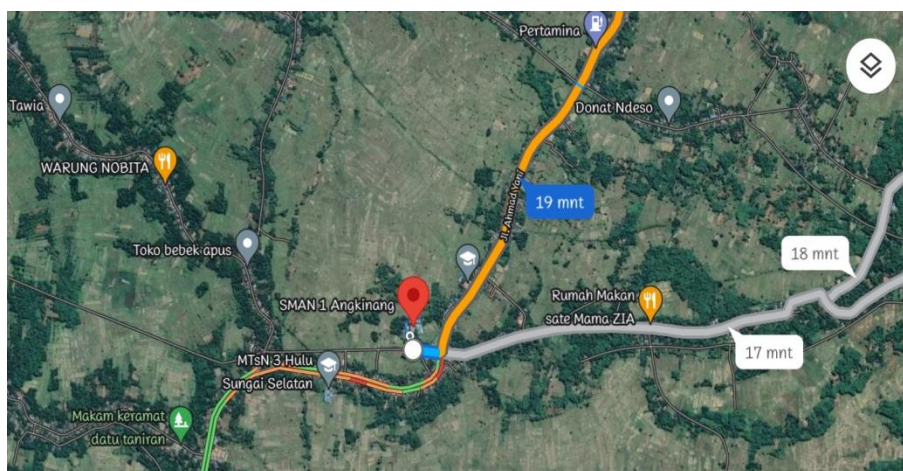 Pertamina
Tawia
Donat Ndeso
WARUNG NOBITA
Jl. Ahmad Yani
19 mnt
Toko bebek apus
18 mnt
SMAN 1 Angkinang
Rumah Makan
sate Mama ZIA
17 mnt
MTsN 3 Hulu
Sungai Selatan
Makam keramat
datu taniran